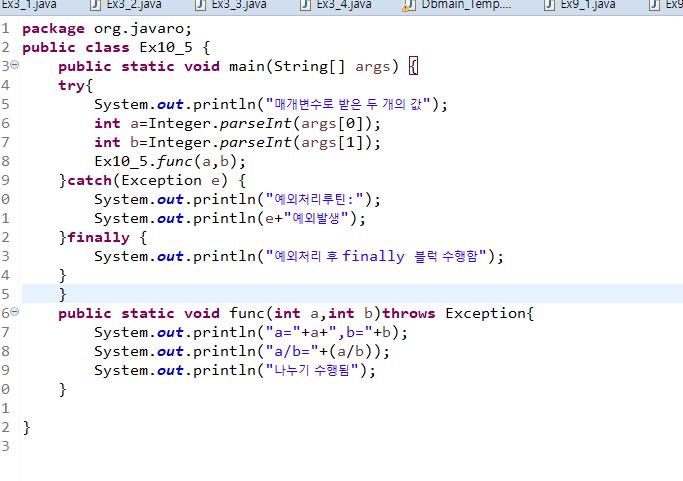 Ex3_1.java Ex3_2.java Ex3_3.java Ex3_4.java Dbmain_Temp.... Ex9_1.java Ex9
1 package org.javaro;
2 public class Ex10_5 {
3 public static void main(String[] args) {
4 try{
5 System.out.println("매개변수로 받은 두 개의 값");
6 int a=Integer.parseInt(args[0]);
7 int b=Integer.parseInt(args[1]);
8 Ex10_5.func(a,b);
9 }catch(Exception e) {
0 System.out.println("예외처리루틴:");
1 System.out.println(e+"예외발생");
2 }finally {
3 System.out.println("예외처리 후 finally 블럭 수행함");
4 }
5 }
6 public static void func(int a,int b)throws Exception{
7 System.out.println("a="+a+",b="+b);
8 System.out.println("a/b="+(a/b));
9 System.out.println("나누기 수행됨");
0 }
1
2 }
3